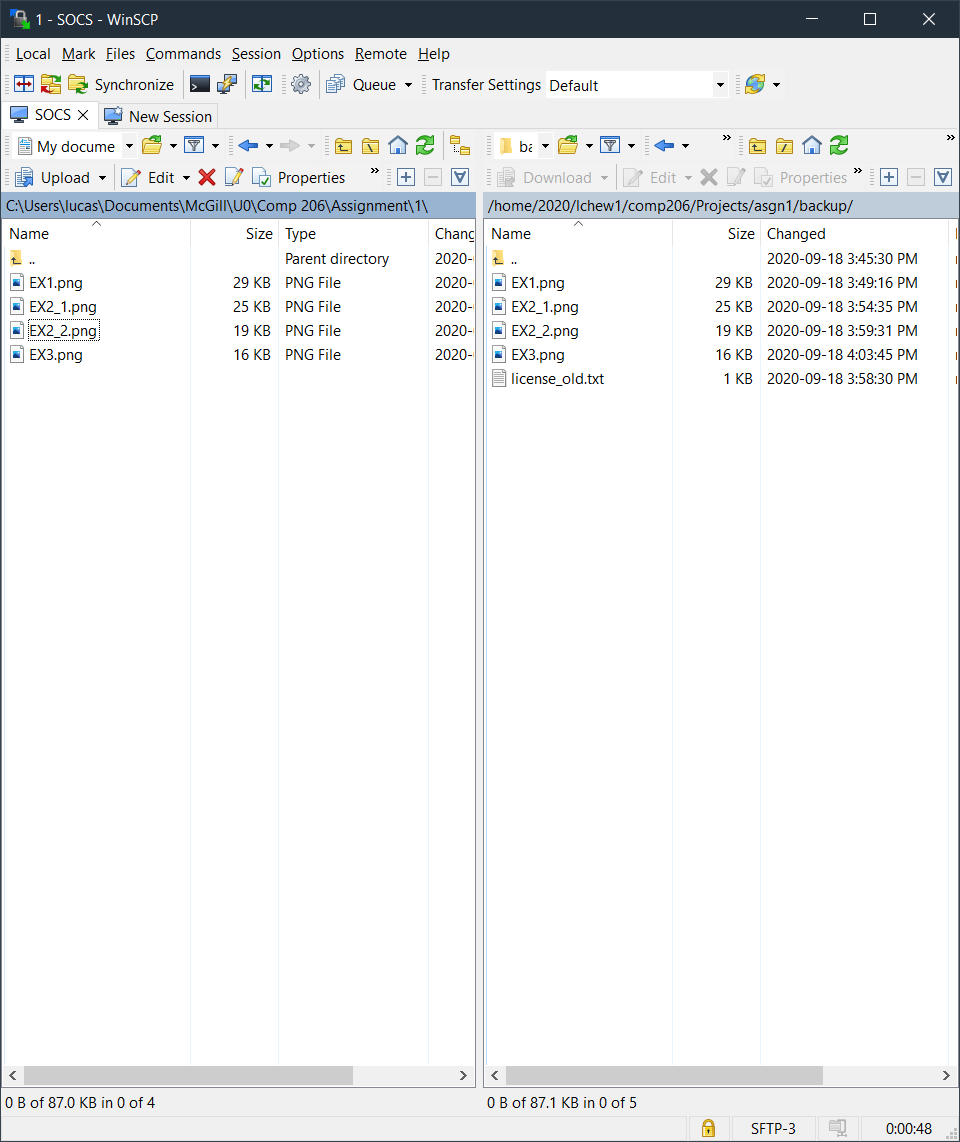 1 - SOCS - WinSCP
Local Mark Files Commands Session Options Remote Help
Synchronize Queue Transfer Settings Default
SOCS New Session
My docume ba
Upload Edit Properties Download Edit Properties
C:\Users\lucas\Documents\McGill\U0\Comp 206\Assignment\1\ /home/2020/lchew1/comp206/Projects/asgn1/backup/
Name Size Type Chang Name Size Changed
.. Parent directory 2020- .. 2020-09-18 3:45:30 PM
EX1.png 29 KB PNG File 2020- EX1.png 29 KB 2020-09-18 3:49:16 PM
EX2_1.png 25 KB PNG File 2020- EX2_1.png 25 KB 2020-09-18 3:54:35 PM
EX2_2.png 19 KB PNG File 2020- EX2_2.png 19 KB 2020-09-18 3:59:31 PM
EX3.png 16 KB PNG File 2020- EX3.png 16 KB 2020-09-18 4:03:45 PM
license_old.txt 1 KB 2020-09-18 3:58:30 PM
0 B of 87.0 KB in 0 of 4 0 B of 87.1 KB in 0 of 5
SFTP-3 0:00:48